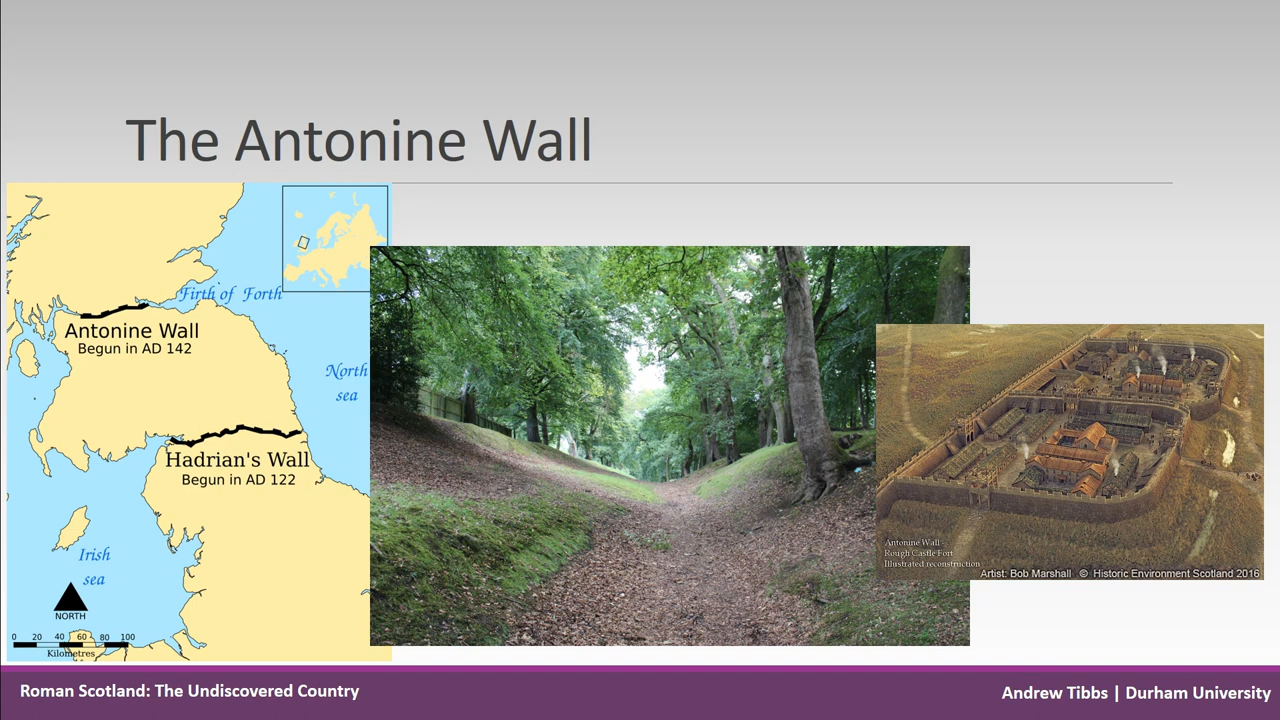 The Antonine Wall
Firth of Forth
Antonine Wall
Begun in AD 142
North
sea
Hadrian's Wall
Begun in AD 122
Irish
sea
NORTH
0 20 40 60 80 100
Kilometres
Antonine Wall -
Rough Castle Fort
Illustrated reconstruction
Artist: Bob Marshall © Historic Environment Scotland 2016
Roman Scotland: The Undiscovered Country
Andrew Tibbs | Durham University